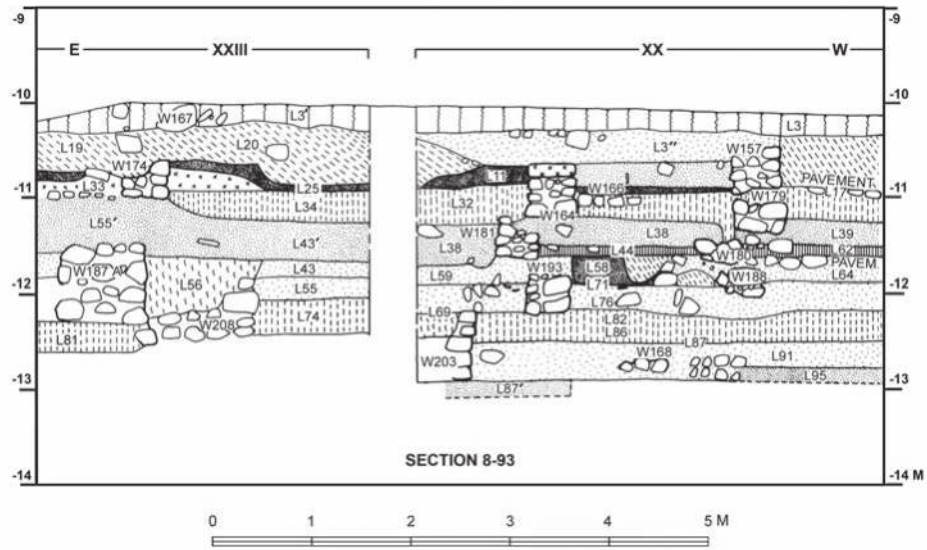 -9 -9
E XXIII XX W
-10 -10
W167 L3′ L3
L19 L20 L3′′ W157
W174 11 PAVEMENT
L33 L25 W166 L17
-11 -11
L34 L32 W164 W179
L55′ L43′ W181 L38 L39
L38 L44 W180 L62
W187 L43 L59 W193 L58 PAVEM.
L56 L55 L71 W188 L64
-12 -12
L69 L76
W208 L74 L82
L81 L86 L87
W203 W168 L91
L95
-13 -13
L87′
SECTION 8-93
-14 -14 M
0 1 2 3 4 5 M